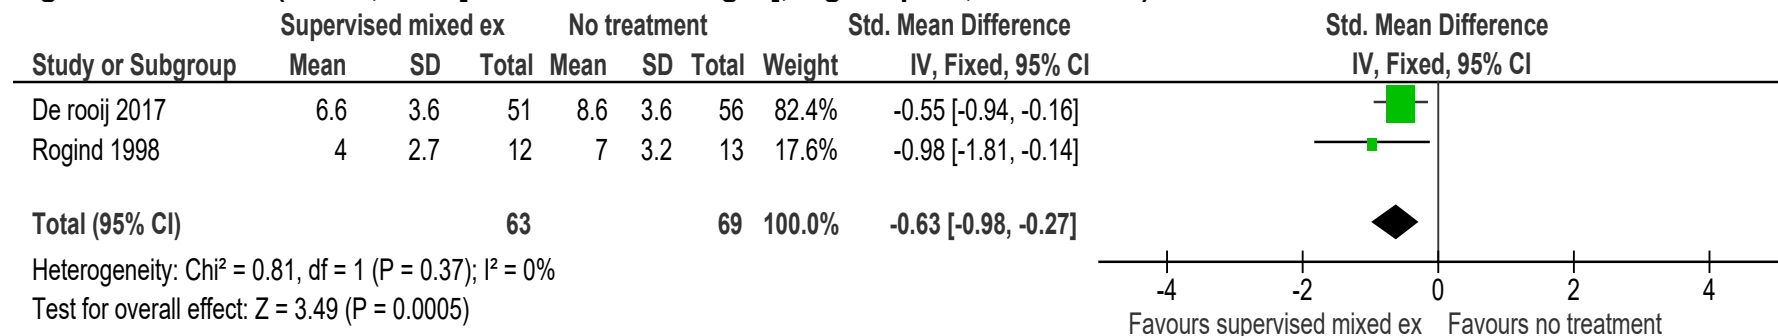 Supervised mixed ex No treatment Std. Mean Difference Std. Mean Difference
Study or Subgroup Mean SD Total Mean SD Total Weight IV, Fixed, 95% CI IV, Fixed, 95% CI
De rooij 2017 6.6 3.6 51 8.6 3.6 56 82.4% -0.55 [-0.94, -0.16]
Rogind 1998 4 2.7 12 7 3.2 13 17.6% -0.98 [-1.81, -0.14]
Total (95% CI) 63 69 100.0% -0.63 [-0.98, -0.27]
Heterogeneity: Chi² = 0.81, df = 1 (P = 0.37); I² = 0%
Test for overall effect: Z = 3.49 (P = 0.0005)
-4 -2 0 2 4
Favours supervised mixed ex Favours no treatment